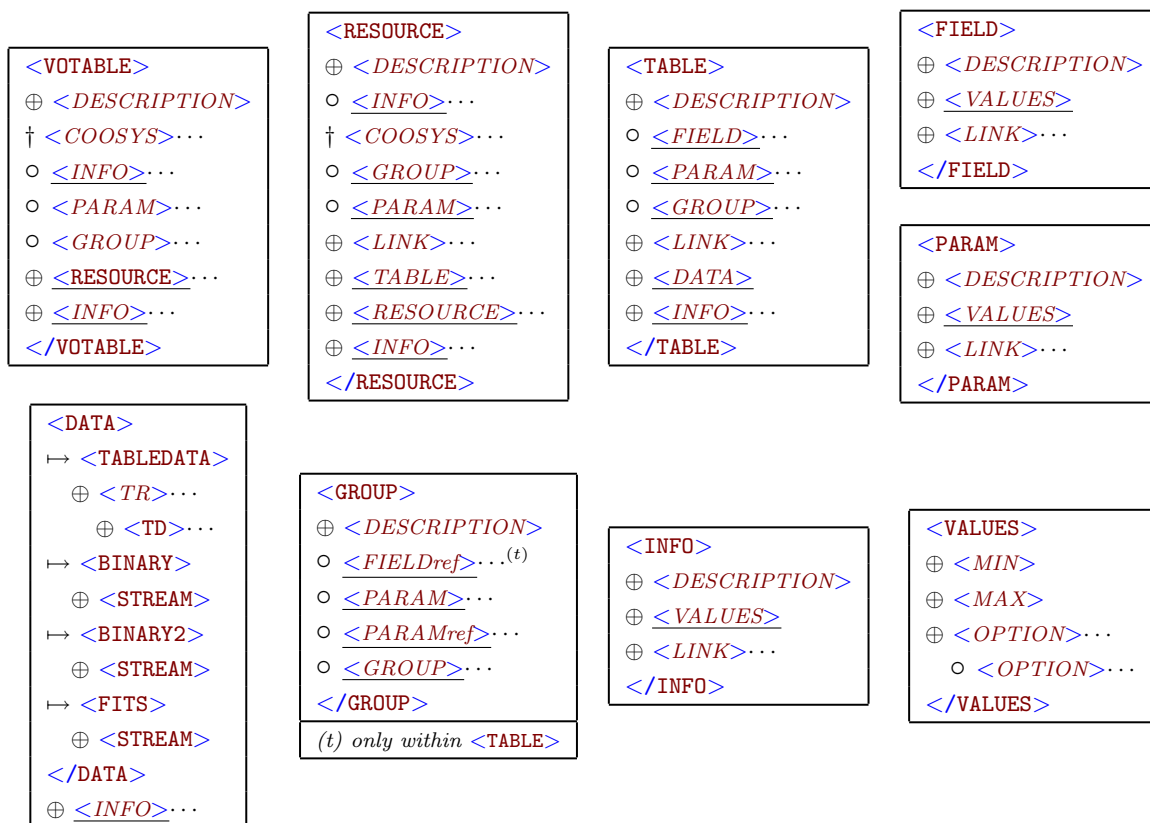 <VOTABLE>
⊕ <DESCRIPTION>
† <COOSYS>···
○ <INFO>···
○ <PARAM>···
○ <GROUP>···
⊕ <RESOURCE>···
⊕ <INFO>···
</VOTABLE>
<RESOURCE>
⊕ <DESCRIPTION>
○ <INFO>···
† <COOSYS>···
○ <GROUP>···
○ <PARAM>···
⊕ <LINK>···
⊕ <TABLE>···
⊕ <RESOURCE>···
⊕ <INFO>···
</RESOURCE>
<TABLE>
⊕ <DESCRIPTION>
○ <FIELD>···
○ <PARAM>···
○ <GROUP>···
⊕ <LINK>···
⊕ <DATA>
⊕ <INFO>···
</TABLE>
<FIELD>
⊕ <DESCRIPTION>
⊕ <VALUES>
⊕ <LINK>···
</FIELD>
<PARAM>
⊕ <DESCRIPTION>
⊕ <VALUES>
⊕ <LINK>···
</PARAM>
<DATA>
↦ <TABLEDATA>
⊕ <TR>···
⊕ <TD>···
↦ <BINARY>
⊕ <STREAM>
↦ <BINARY2>
⊕ <STREAM>
↦ <FITS>
⊕ <STREAM>
</DATA>
⊕ <INFO>···
<GROUP>
⊕ <DESCRIPTION>
○ <FIELDref>···(t)
○ <PARAM>···
○ <PARAMref>···
○ <GROUP>···
</GROUP>
(t) only within <TABLE>
<INFO>
⊕ <DESCRIPTION>
⊕ <VALUES>
⊕ <LINK>···
</INFO>
<VALUES>
⊕ <MIN>
⊕ <MAX>
⊕ <OPTION>···
○ <OPTION>···
</VALUES>